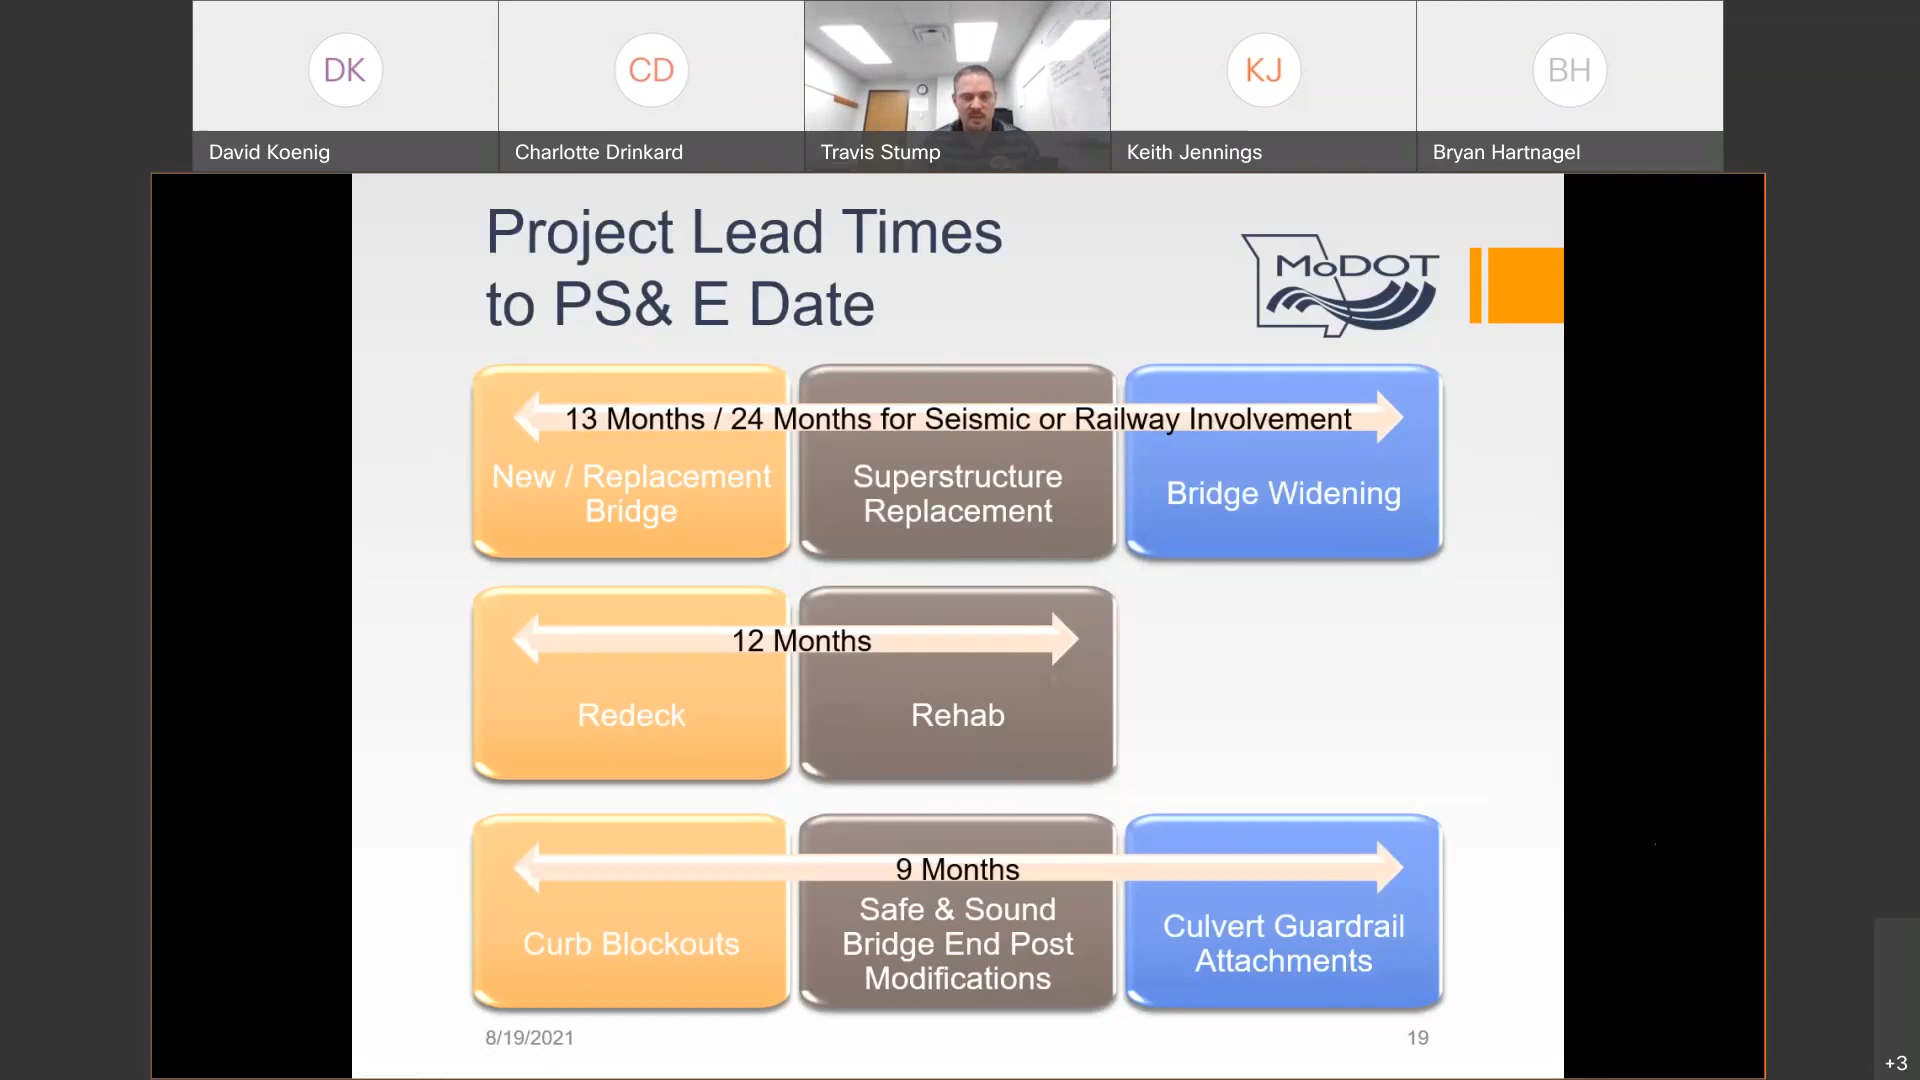 DK
CD
KJ
BH
David Koenig
Charlotte Drinkard
Travis Stump
Keith Jennings
Bryan Hartnagel
Project Lead Times
to PS& E Date
MoDOT
13 Months / 24 Months for Seismic or Railway Involvement
New / Replacement
Bridge
Superstructure
Replacement
Bridge Widening
12 Months
Redeck
Rehab
9 Months
Curb Blockouts
Safe & Sound
Bridge End Post
Modifications
Culvert Guardrail
Attachments
8/19/2021
19
+3